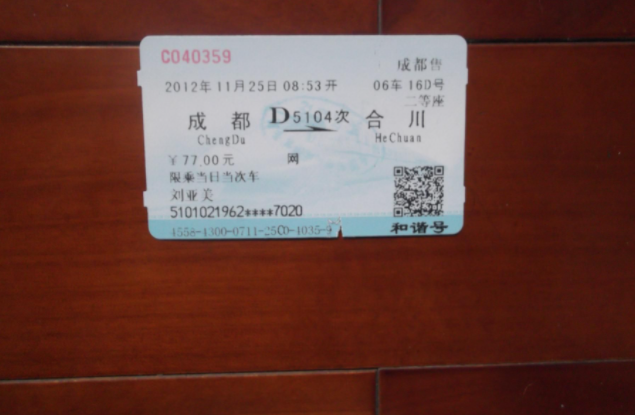 C040359
成都售
2012年11月25日 08:53开 06车 16D号
二等座
成都 D5104次 合川
ChengDu HeChuan
￥77.00元 网
限乘当日当次车
刘亚美
5101021962****7020
和谐号